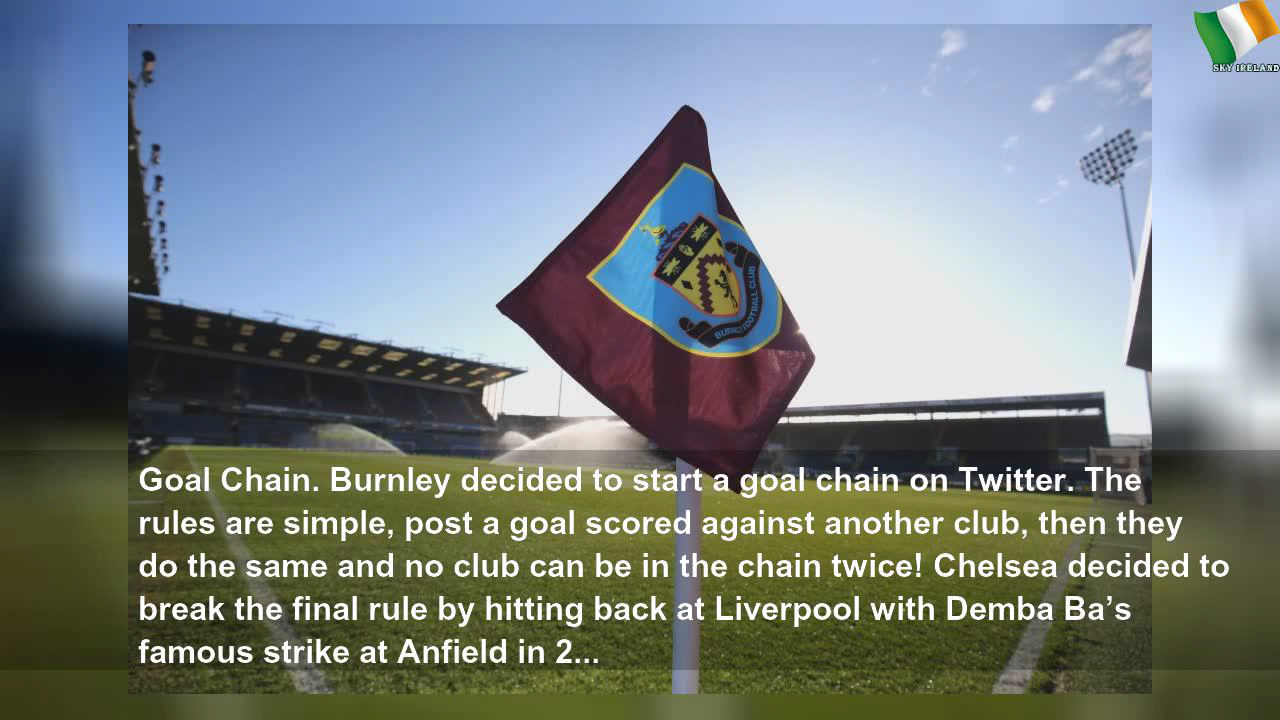 SKY IRELAND
BURNLEY FOOTBALL CLUB
Goal Chain. Burnley decided to start a goal chain on Twitter. The
rules are simple, post a goal scored against another club, then they
do the same and no club can be in the chain twice! Chelsea decided to
break the final rule by hitting back at Liverpool with Demba Ba’s
famous strike at Anfield in 2...